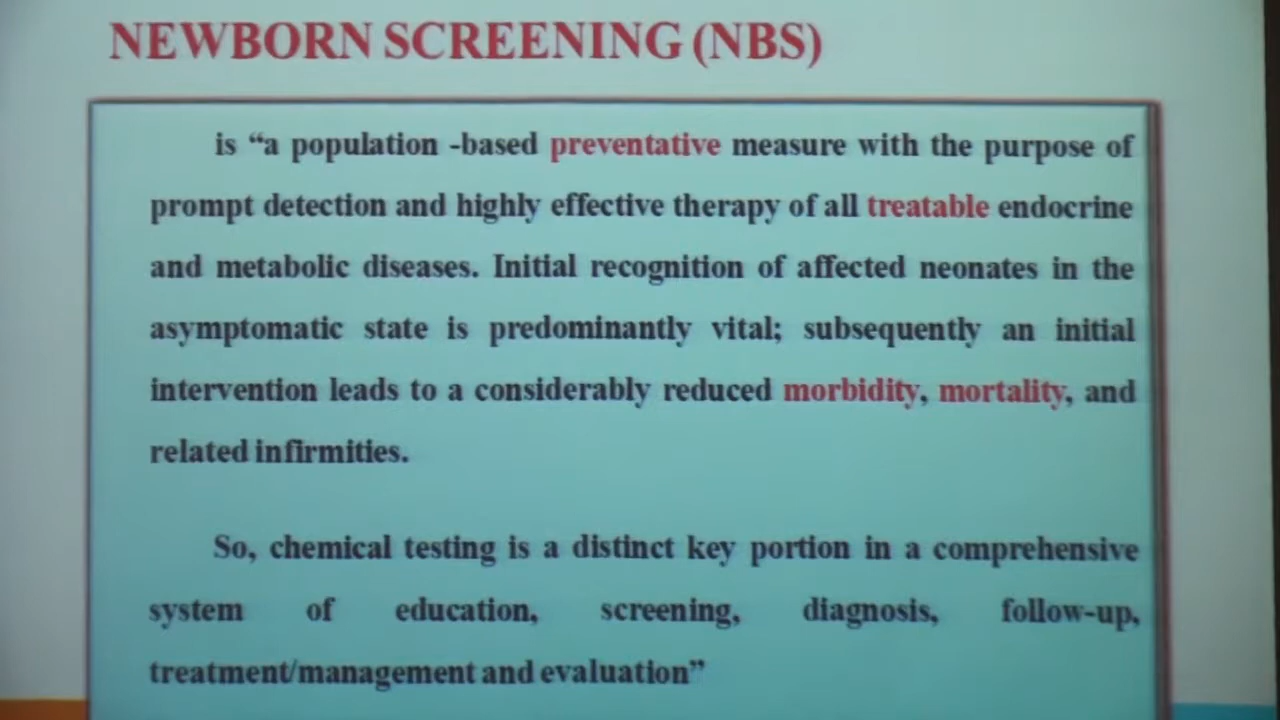 NEWBORN SCREENING (NBS)
is “a population -based preventative measure with the purpose of
prompt detection and highly effective therapy of all treatable endocrine
and metabolic diseases. Initial recognition of affected neonates in the
asymptomatic state is predominantly vital; subsequently an initial
intervention leads to a considerably reduced morbidity, mortality, and
related infirmities.
So, chemical testing is a distinct key portion in a comprehensive
system of education, screening, diagnosis, follow-up,
treatment/management and evaluation”